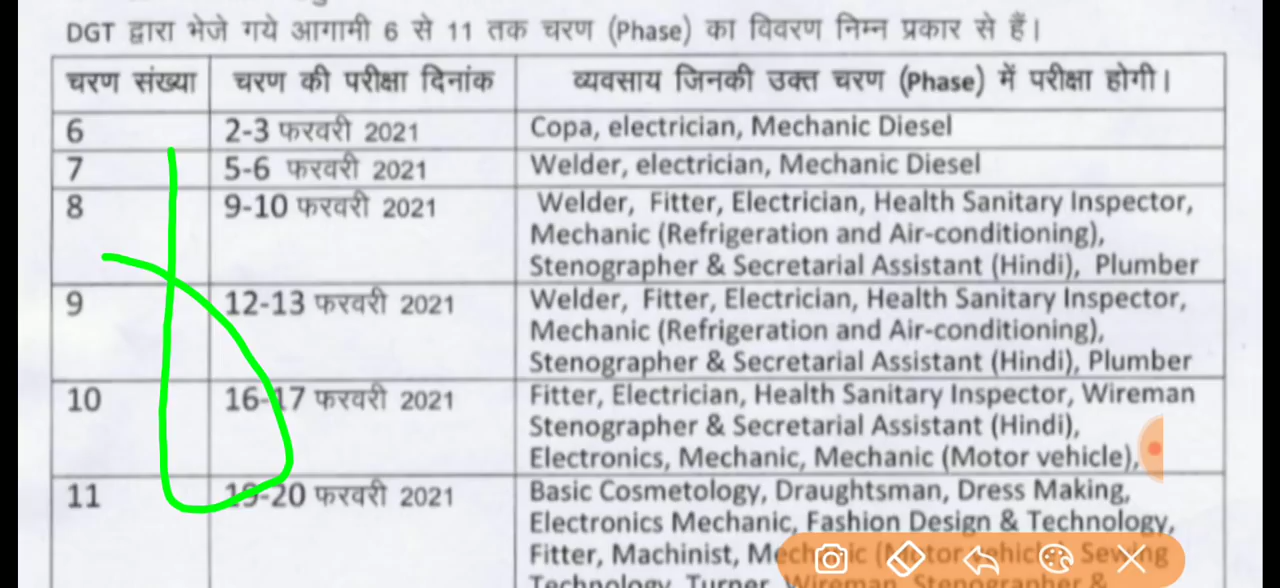 DGT द्वारा भेजे गये आगामी 6 से 11 तक चरण (Phase) का विवरण निम्न प्रकार से हैं।
चरण संख्या चरण की परीक्षा दिनांक व्यवसाय जिनकी उक्त चरण (Phase) में परीक्षा होगी।
6 2-3 फरवरी 2021 Copa, electrician, Mechanic Diesel
7 5-6 फरवरी 2021 Welder, electrician, Mechanic Diesel
8 9-10 फरवरी 2021 Welder, Fitter, Electrician, Health Sanitary Inspector,
Mechanic (Refrigeration and Air-conditioning),
Stenographer & Secretarial Assistant (Hindi), Plumber
9 12-13 फरवरी 2021 Welder, Fitter, Electrician, Health Sanitary Inspector,
Mechanic (Refrigeration and Air-conditioning),
Stenographer & Secretarial Assistant (Hindi), Plumber
10 16-17 फरवरी 2021 Fitter, Electrician, Health Sanitary Inspector, Wireman
Stenographer & Secretarial Assistant (Hindi),
Electronics, Mechanic, Mechanic (Motor vehicle),
11 19-20 फरवरी 2021 Basic Cosmetology, Draughtsman, Dress Making,
Electronics Mechanic, Fashion Design & Technology,
Fitter, Machinist, Mechanic (Motor vehicle), Sewing
Technology, Turner, Wireman, Stenographer &